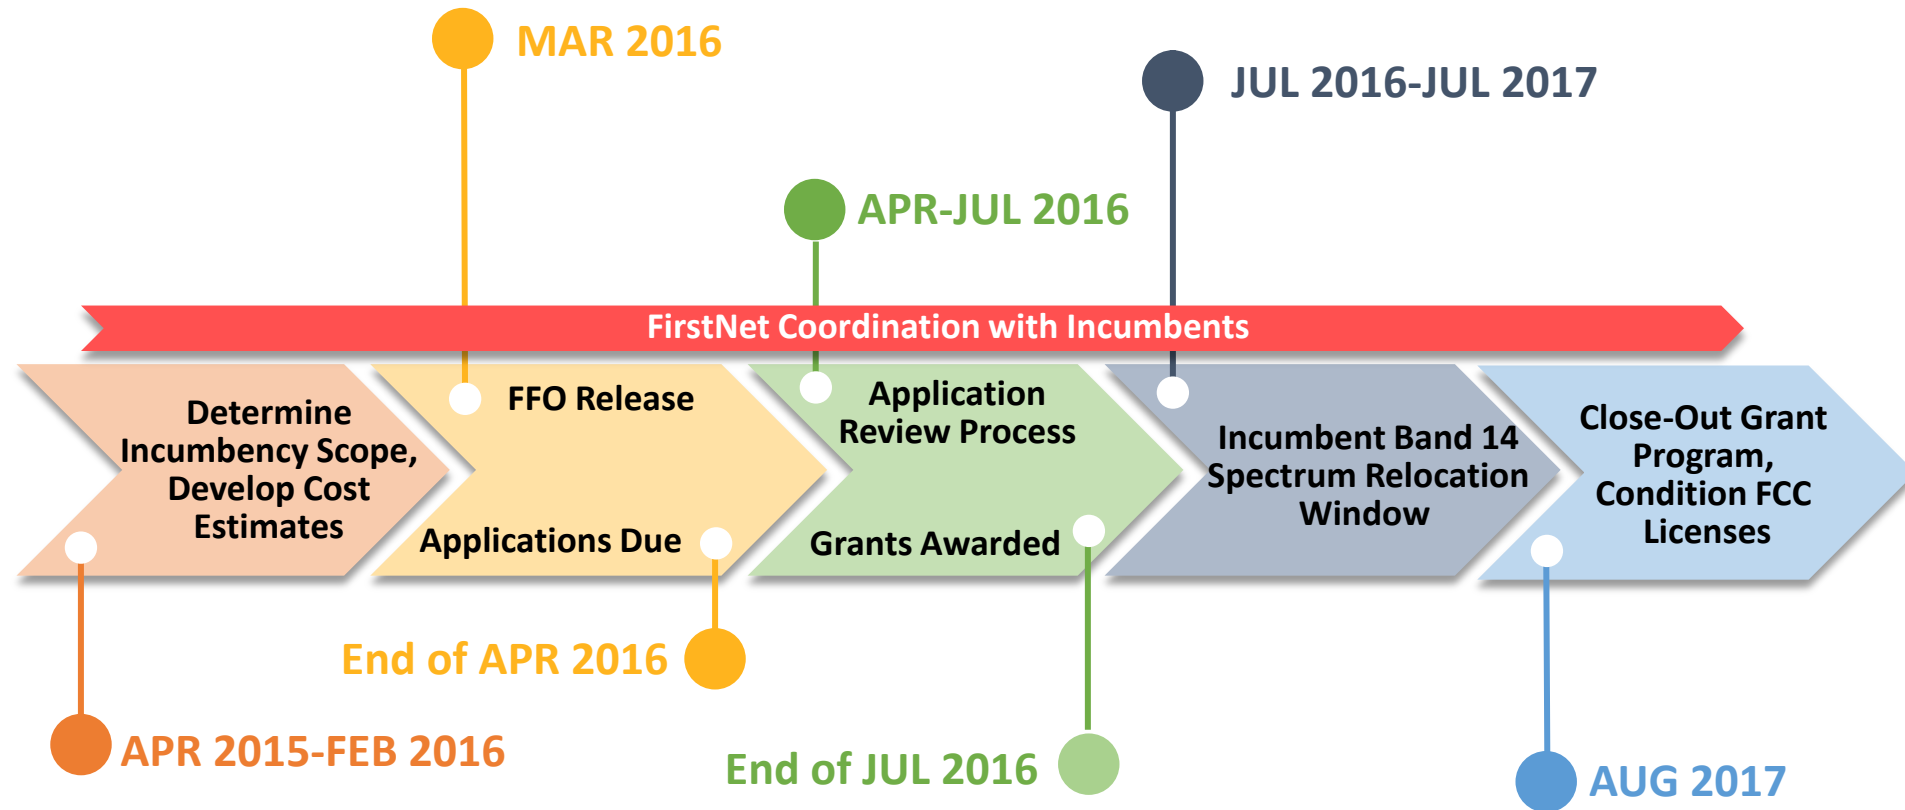 MAR 2016
JUL 2016-JUL 2017
APR-JUL 2016
FirstNet Coordination with Incumbents
Determine
Incumbency Scope,
Develop Cost
Estimates
FFO Release
Applications Due
Application
Review Process
Grants Awarded
Incumbent Band 14
Spectrum Relocation
Window
Close-Out Grant
Program,
Condition FCC
Licenses
End of APR 2016
APR 2015-FEB 2016
End of JUL 2016
AUG 2017